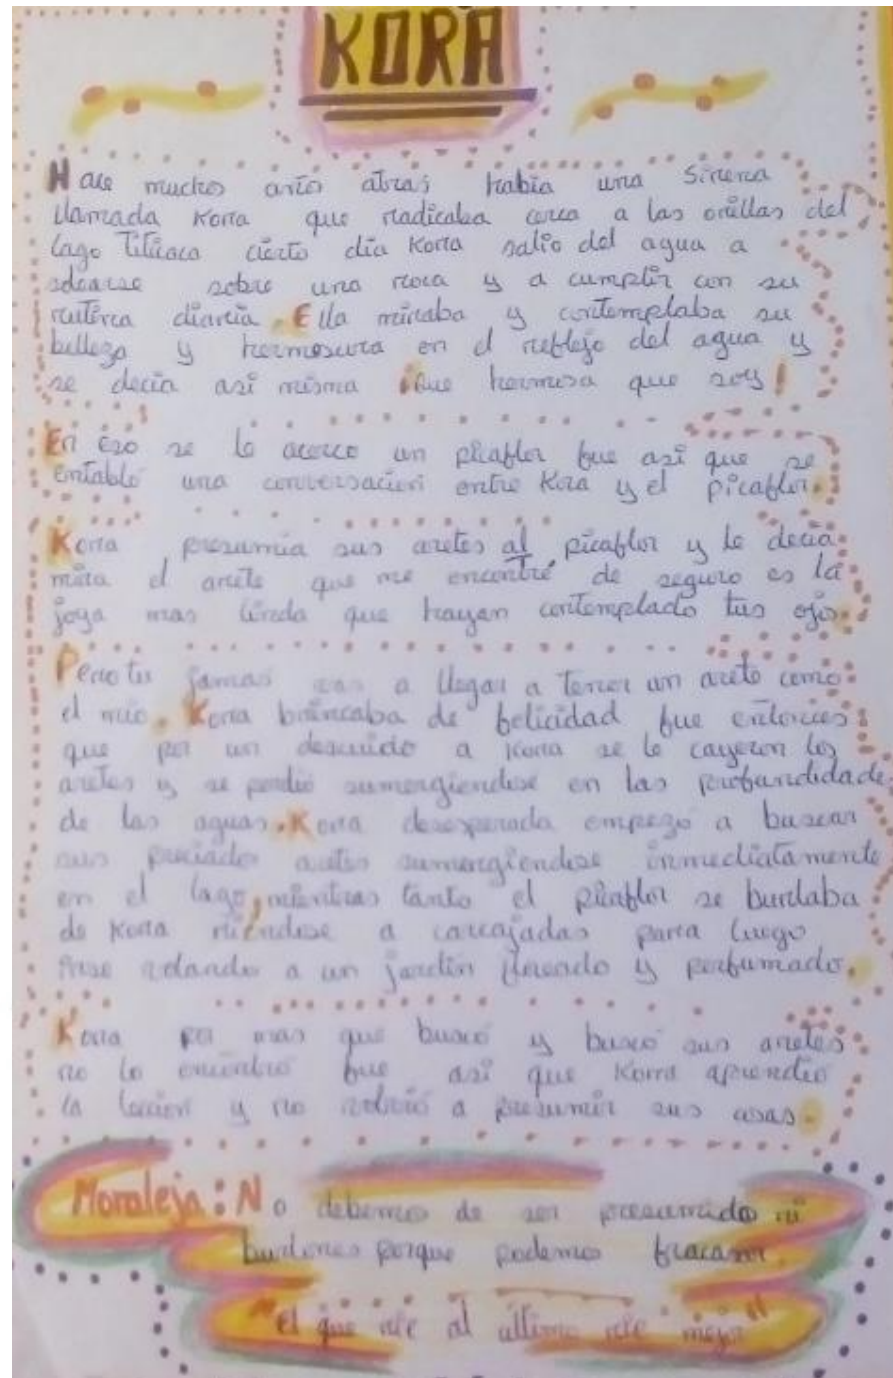 KORA
Hace muchos años atras había una Sirena
llamada Kora que radicaba cerca a las orillas del
lago Titicaca cierto día Kora salio del agua a
solearse sobre una roca y a cumplir con su
rutina diaria. Ella miraba y contemplaba su
belleza y hermosura en el reflejo del agua y
se decía así misma ¡Que hermosa que soy!
En eso se le acerco un picaflor fue así que se
entabló una conversación entre Kora y el picaflor.
Kora presumía sus aretes al picaflor y le decía
mira el arete que me encontré de seguro es la
joya mas linda que hayan contemplado tus ojos.
Pero tu jamas vas a llegar a tener un arete como
el mio. Kora brincaba de felicidad fue entonces
que por un descuido a Kora se le cayeron los
aretes y se perdió sumergiendose en las profundidades
de las aguas. Kora desesperada empezó a buscar
sus preciados aretes sumergiendose inmediatamente
en el lago, mientras tanto el picaflor se burlaba
de Kora riéndose a carcajadas para luego
irse volando a un jardín floreado y perfumado.
Kora por mas que buscó y buscó sus aretes
no lo encontró fue así que Kora aprendio
la leccion y no volvió a presumir sus cosas.
Moraleja: No debemos de ser presumido ni
burlones porque podemos fracasar.
"el que ríe al último ríe mejor"